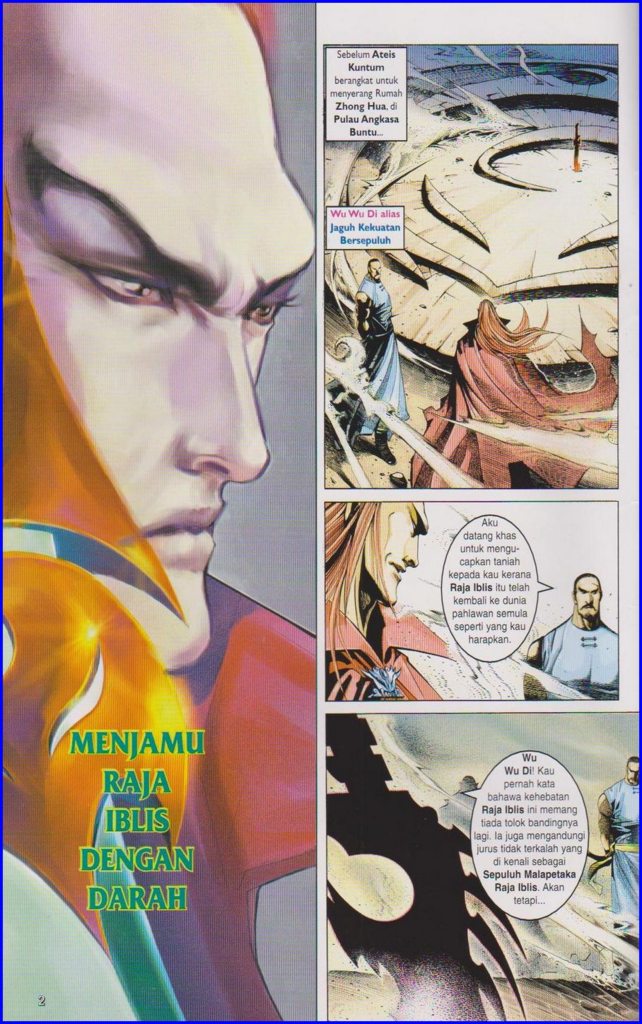 MENJAMU
RAJA
IBLIS
DENGAN
DARAH
2
Sebelum Ateis
Kuntum
berangkat untuk
menyerang Rumah
Zhong Hua, di
Pulau Angkasa
Buntu...
Wu Wu Di alias
Jaguh Kekuatan
Bersepuluh
Aku
datang khas
untuk mengu-
capkan taniah
kepada kau kerana
Raja Iblis itu telah
kembali ke dunia
pahlawan semula
seperti yang kau
harapkan.
Wu
Wu Di! Kau
pernah kata
bahawa kehebatan
Raja Iblis ini memang
tiada tolok bandingnya
lagi. Ia juga mengandungi
jurus tidak terkalah yang
di kenali sebagai
Sepuluh Malapetaka
Raja Iblis. Akan
tetapi...